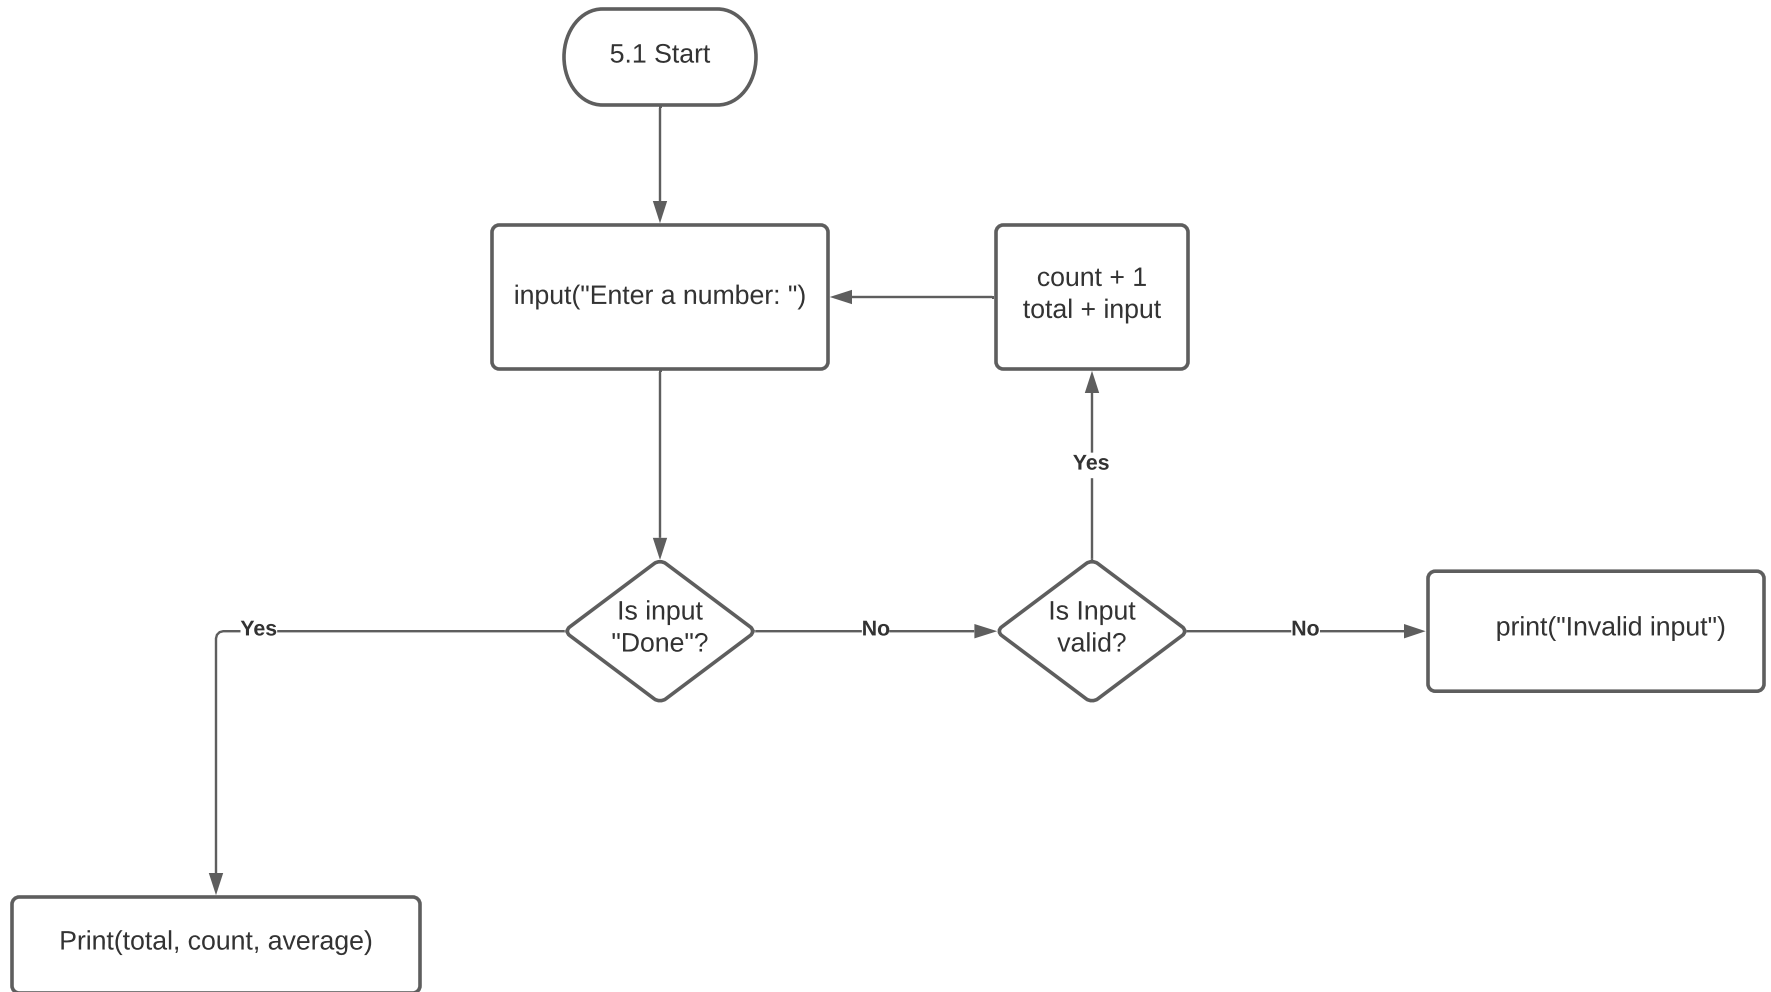 5.1 Start
input("Enter a number: ")
count + 1
total + input
Yes
Is input
"Done"?
Yes
No
Is Input
valid?
No
print("Invalid input")
Print(total, count, average)